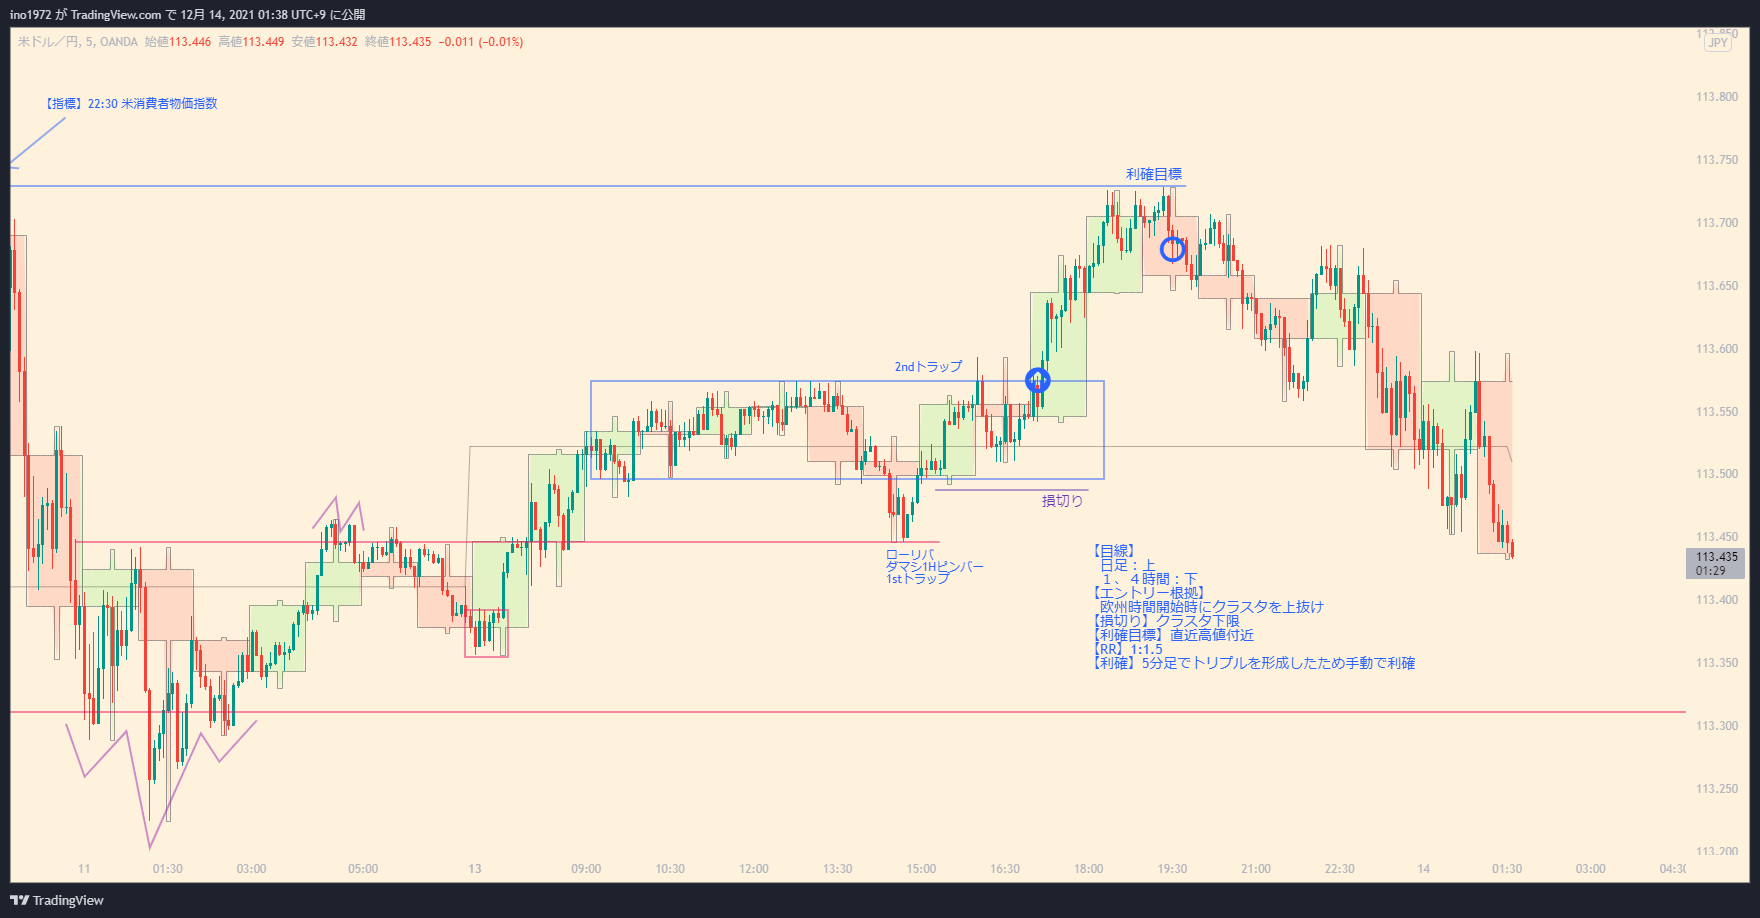 ino1972 が TradingView.com で 12月 14, 2021 01:38 UTC+9 に公開
米ドル／円, 5, OANDA 始値113.446 高値113.449 安値113.432 終値113.435 −0.011 (−0.01%)
113.850
JPY
【指標】22:30 米消費者物価指数
113.800
113.750
利確目標
113.700
113.650
113.600
2ndトラップ
113.550
113.500
損切り
113.450
ローリバ
ダマシ1Hピンバー
1stトラップ
【目線】
日足：上
１、４時間：下
【エントリー根拠】
欧州時間開始時にクラスタを上抜け
【損切り】クラスタ下限
【利確目標】直近高値付近
【RR】1:1.5
【利確】5分足でトリプルを形成したため手動で利確
113.435
01:29
113.400
113.350
113.300
113.250
113.200
11 01:30 03:00 05:00 13 09:00 10:30 12:00 13:30 15:00 16:30 18:00 19:30 21:00 22:30 14 01:30 03:00 04:30
TradingView